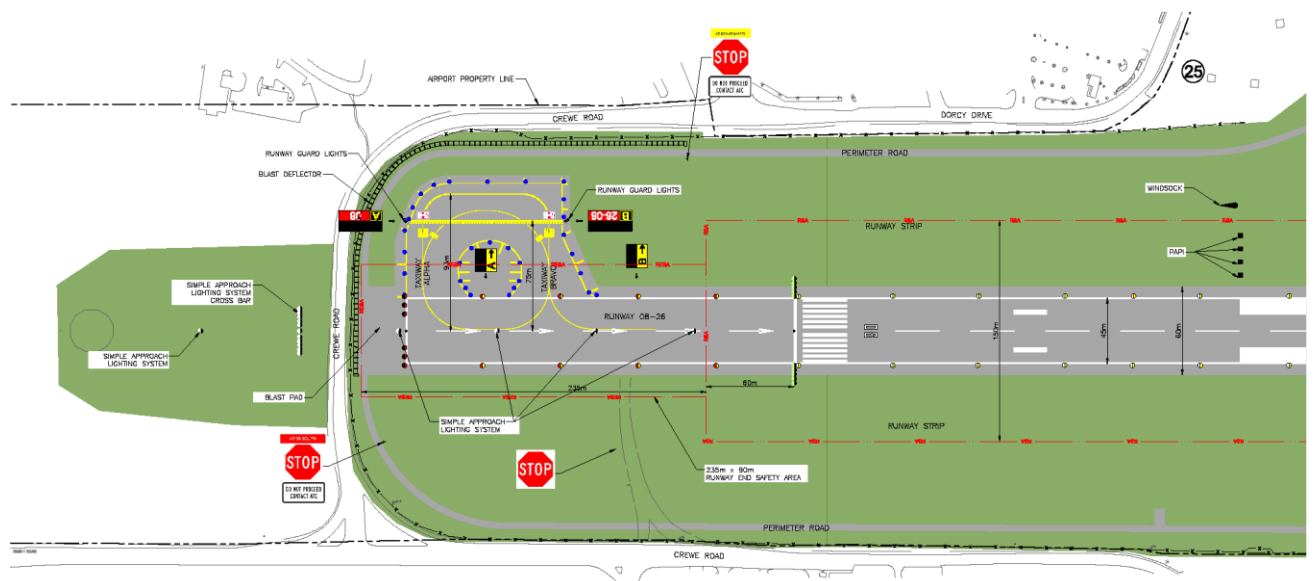 STOP
DO NOT PROCEED
CONTACT ATC
25
AIRPORT PROPERTY LINE
CREWE ROAD
DORCY DRIVE
RUNWAY GUARD LIGHTS
BLAST DEFLECTOR
PERIMETER ROAD
RUNWAY GUARD LIGHTS
WINDSOCK
A
08
B
26-08
RUNWAY STRIP
PAPI
TAXIWAY
ALPHA
A
75m
TAXIWAY
BRAVO
B
SIMPLE APPROACH
LIGHTING SYSTEM
CROSS BAR
CREWE ROAD
RUNWAY 08-26
150m
45m
60m
SIMPLE APPROACH
LIGHTING SYSTEM
BLAST PAD
235m
60m
SIMPLE APPROACH
LIGHTING SYSTEM
RUNWAY STRIP
STOP
DO NOT PROCEED
CONTACT ATC
STOP
235m x 90m
RUNWAY END SAFETY AREA
PERIMETER ROAD
CREWE ROAD